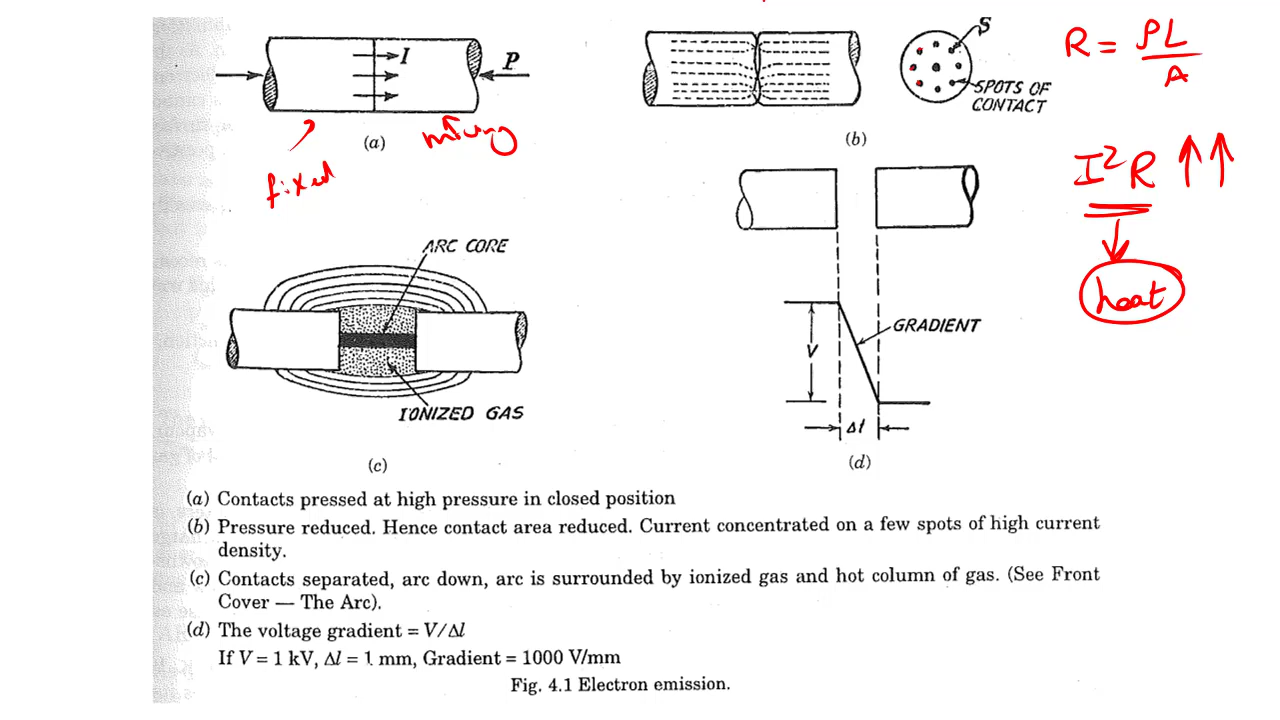 I
P
(a)
fixed
moving
S
SPOTS OF
CONTACT
(b)
R = ρL
A
I²R ↑↑
heat
ARC CORE
IONIZED GAS
(c)
GRADIENT
V
Δl
(d)
(a) Contacts pressed at high pressure in closed position
(b) Pressure reduced. Hence contact area reduced. Current concentrated on a few spots of high current
density.
(c) Contacts separated, arc down, arc is surrounded by ionized gas and hot column of gas. (See Front
Cover — The Arc).
(d) The voltage gradient = V/Δl
If V = 1 kV, Δl = 1 mm, Gradient = 1000 V/mm
Fig. 4.1 Electron emission.